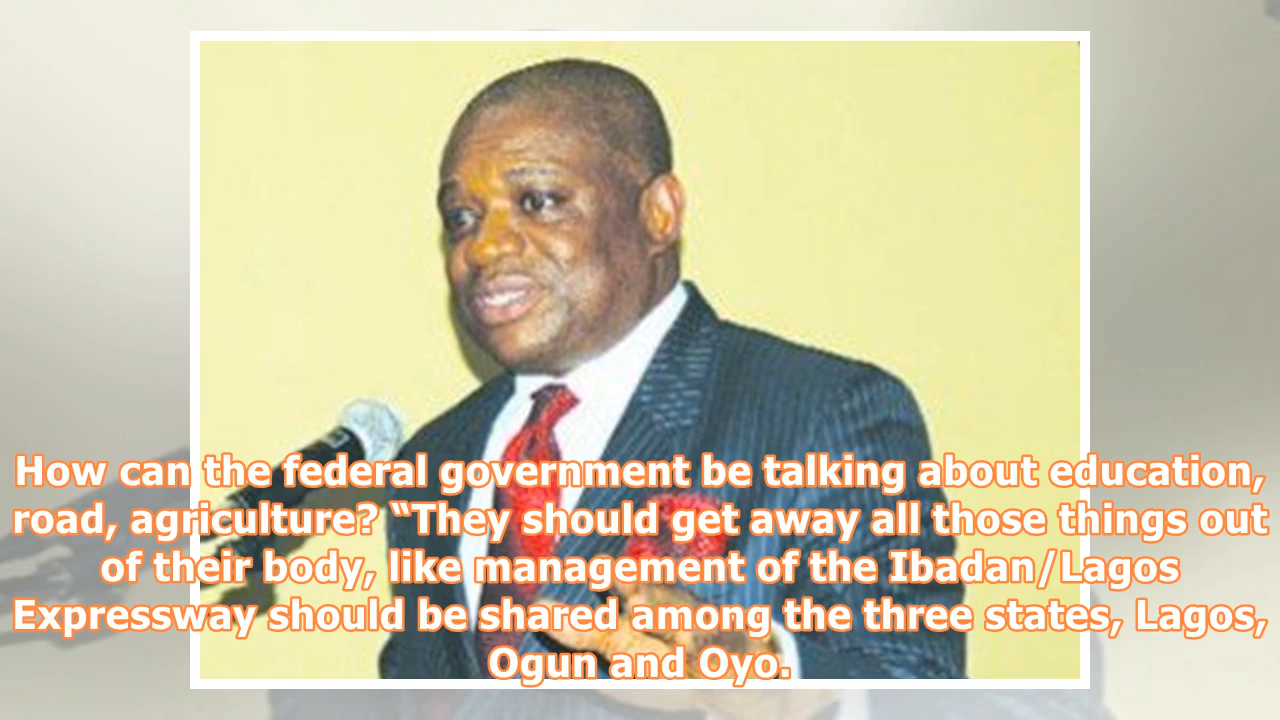 How can the federal government be talking about education,
road, agriculture? “They should get away all those things out
of their body, like management of the Ibadan/Lagos
Expressway should be shared among the three states, Lagos,
Ogun and Oyo.